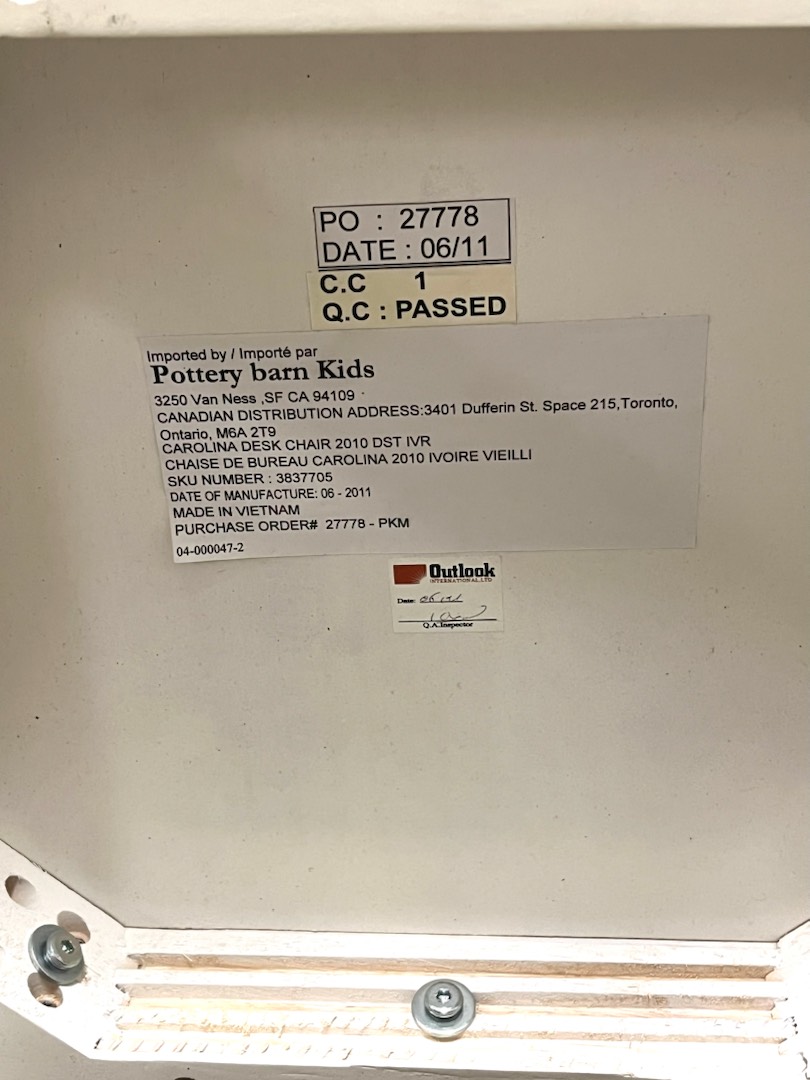 PO : 27778
DATE : 06/11
C.C 1
Q.C : PASSED
Imported by / Importé par
Pottery barn Kids
3250 Van Ness ,SF CA 94109
CANADIAN DISTRIBUTION ADDRESS:3401 Dufferin St. Space 215,Toronto,
Ontario, M6A 2T9
CAROLINA DESK CHAIR 2010 DST IVR
CHAISE DE BUREAU CAROLINA 2010 IVOIRE VIEILLI
SKU NUMBER : 3837705
DATE OF MANUFACTURE: 06 - 2011
MADE IN VIETNAM
PURCHASE ORDER# 27778 - PKM
04-000047-2
Outlook
INTERNATIONAL, LTD
Date:
Q.A.Inspector